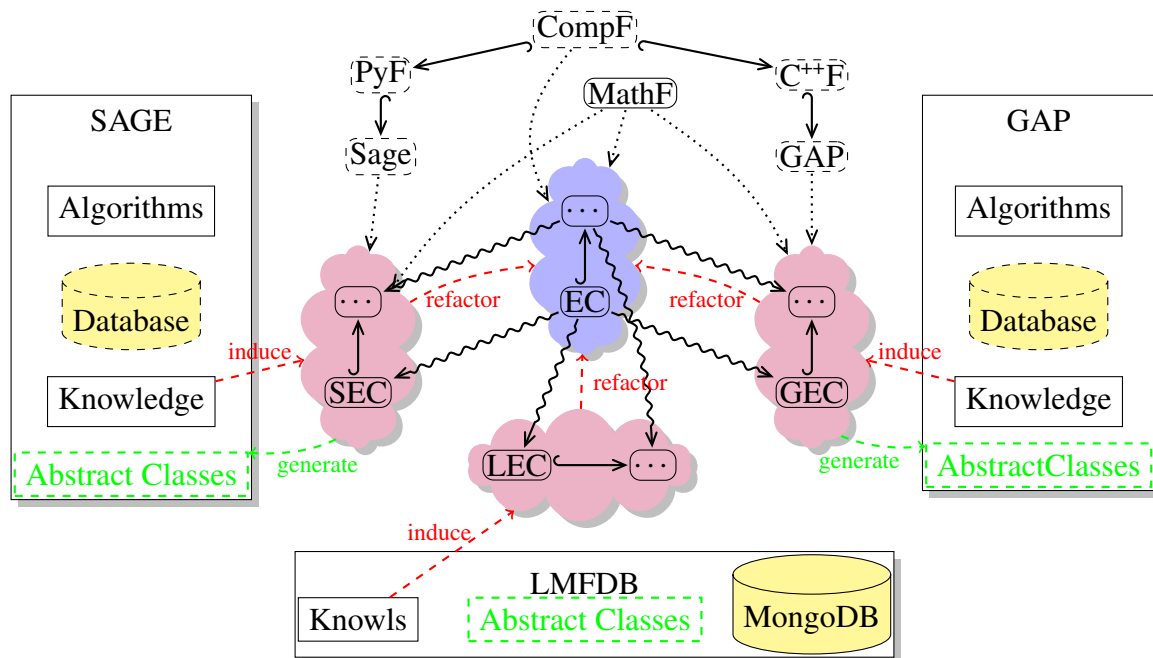 CompF
PyF
C++F
MathF
SAGE
GAP
Sage
GAP
Algorithms
Algorithms
...
EC
refactor
refactor
...
...
Database
Database
induce
induce
refactor
Knowledge
SEC
GEC
Knowledge
Abstract Classes
generate
LEC
...
generate
AbstractClasses
induce
LMFDB
Knowls
Abstract Classes
MongoDB